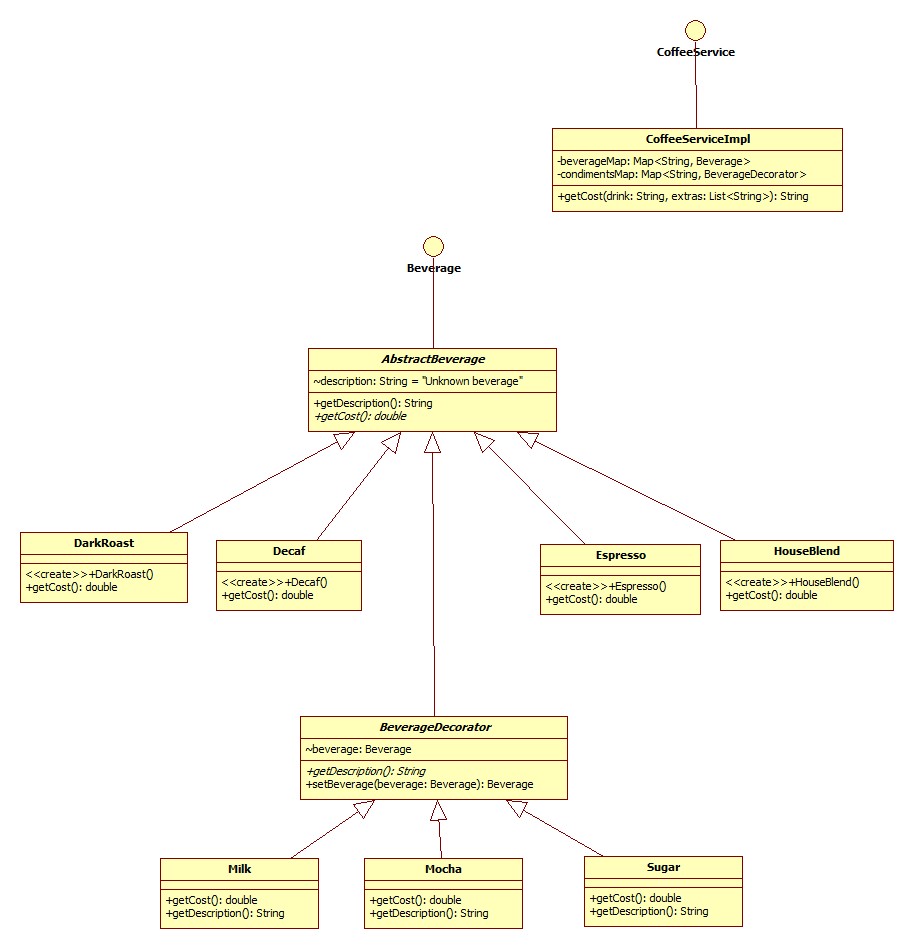 CoffeeService
CoffeeServiceImpl
-beverageMap: Map<String, Beverage>
-condimentsMap: Map<String, BeverageDecorator>
+getCost(drink: String, extras: List<String>): String
Beverage
AbstractBeverage
~description: String = "Unknown beverage"
+getDescription(): String
+getCost(): double
DarkRoast
<<create>>+DarkRoast()
+getCost(): double
Decaf
<<create>>+Decaf()
+getCost(): double
Espresso
<<create>>+Espresso()
+getCost(): double
HouseBlend
<<create>>+HouseBlend()
+getCost(): double
BeverageDecorator
~beverage: Beverage
+getDescription(): String
+setBeverage(beverage: Beverage): Beverage
Milk
+getCost(): double
+getDescription(): String
Mocha
+getCost(): double
+getDescription(): String
Sugar
+getCost(): double
+getDescription(): String